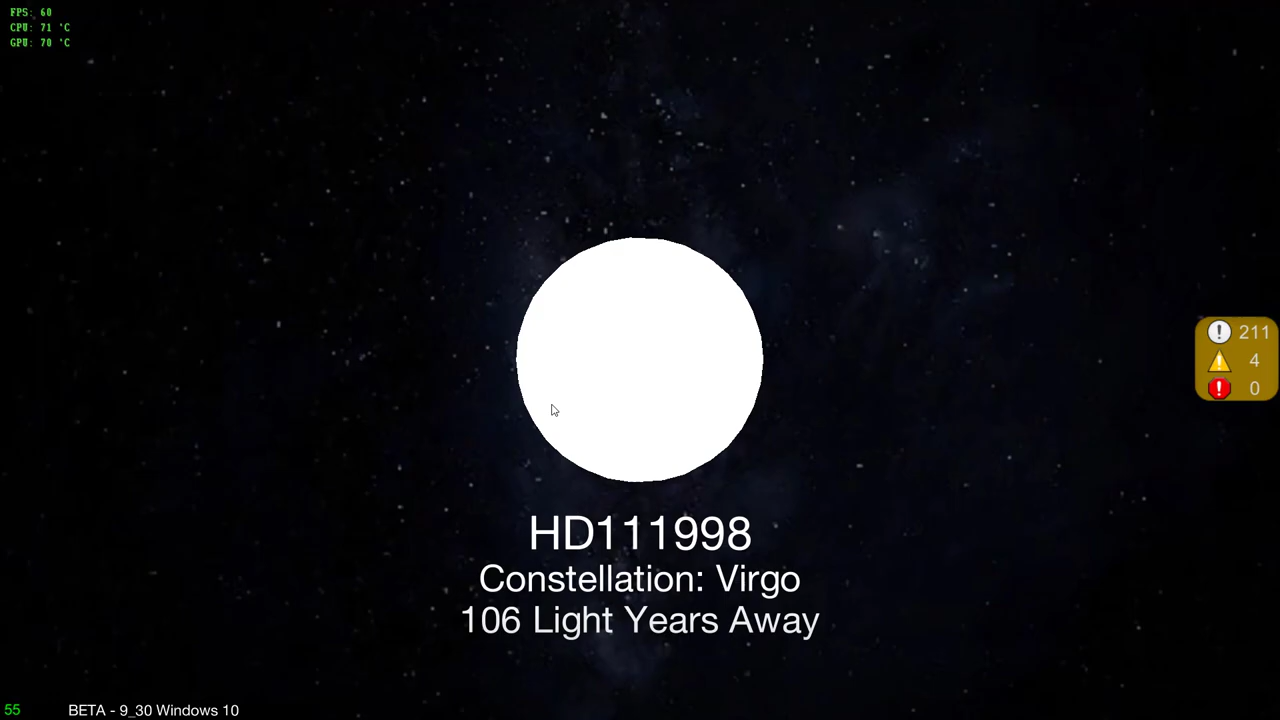 FPS: 60
CPU: 71 'C
GPU: 70 'C
211
4
0
HD111998
Constellation: Virgo
106 Light Years Away
55
BETA - 9_30 Windows 10